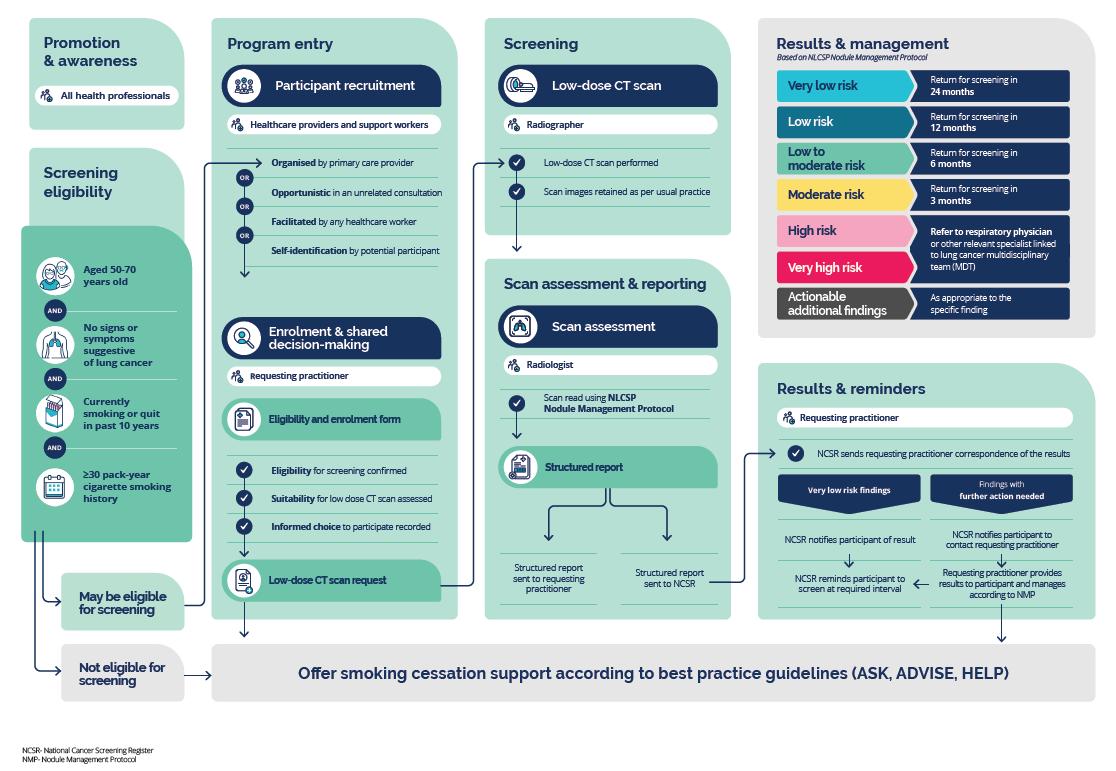 Promotion
& awareness
All health professionals
Screening
eligibility
Aged 50-70
years old
AND
No signs or
symptoms
suggestive
of lung cancer
AND
Currently
smoking or quit
in past 10 years
AND
≥30 pack-year
cigarette smoking
history
May be eligible
for screening
Not eligible for
screening
Program entry
Participant recruitment
Healthcare providers and support workers
Organised by primary care provider
OR
Opportunistic in an unrelated consultation
OR
Facilitated by any healthcare worker
OR
Self-identification by potential participant
Enrolment & shared
decision-making
Requesting practitioner
Eligibility and enrolment form
Eligibility for screening confirmed
Suitability for low dose CT scan assessed
Informed choice to participate recorded
Low-dose CT scan request
Screening
Low-dose CT scan
Radiographer
Low-dose CT scan performed
Scan images retained as per usual practice
Scan assessment & reporting
Scan assessment
Radiologist
Scan read using NLCSP
Nodule Management Protocol
Structured report
Structured report
sent to requesting
practitioner
Structured report
sent to NCSR
Results & management
Based on NLCSP Nodule Management Protocol
Very low risk
Return for screening in
24 months
Low risk
Return for screening in
12 months
Low to
moderate risk
Return for screening in
6 months
Moderate risk
Return for screening in
3 months
High risk
Very high risk
Refer to respiratory physician
or other relevant specialist linked
to lung cancer multidisciplinary
team (MDT)
Actionable
additional findings
As appropriate to the
specific finding
Results & reminders
Requesting practitioner
NCSR sends requesting practitioner correspondence of the results
Very low risk findings
Findings with
further action needed
NCSR notifies participant of result
NCSR notifies participant to
contact requesting practitioner
NCSR reminds participant to
screen at required interval
Requesting practitioner provides
results to participant and manages
according to NMP
Offer smoking cessation support according to best practice guidelines (ASK, ADVISE, HELP)
NCSR- National Cancer Screening Register
NMP- Nodule Management Protocol